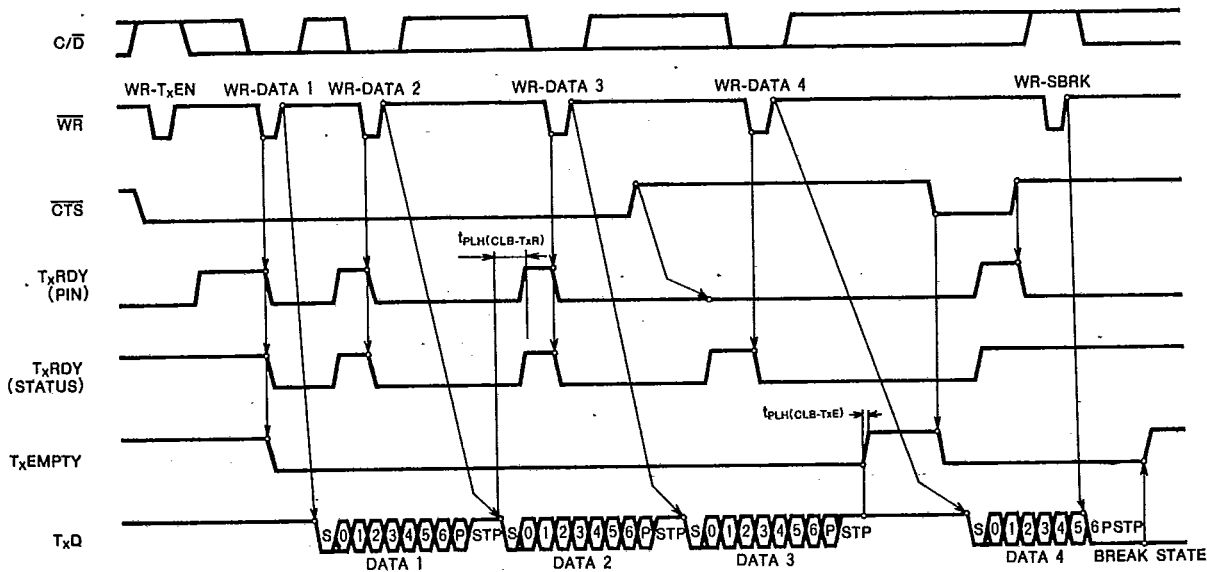 C/D
WR-TxEN WR-DATA 1 WR-DATA 2 WR-DATA 3 WR-DATA 4 WR-SBRK
WR
CTS
tPLH(CLB-TxR)
TxRDY
(PIN)
TxRDY
(STATUS)
tPLH(CLB-TxE)
TxEMPTY
TxD
S 0 1 2 3 4 5 6 P STP S 0 1 2 3 4 5 6 P STP S 0 1 2 3 4 5 6 P STP S 0 1 2 3 4 5 6 P STP
DATA 1 DATA 2 DATA 3 DATA 4 BREAK STATE